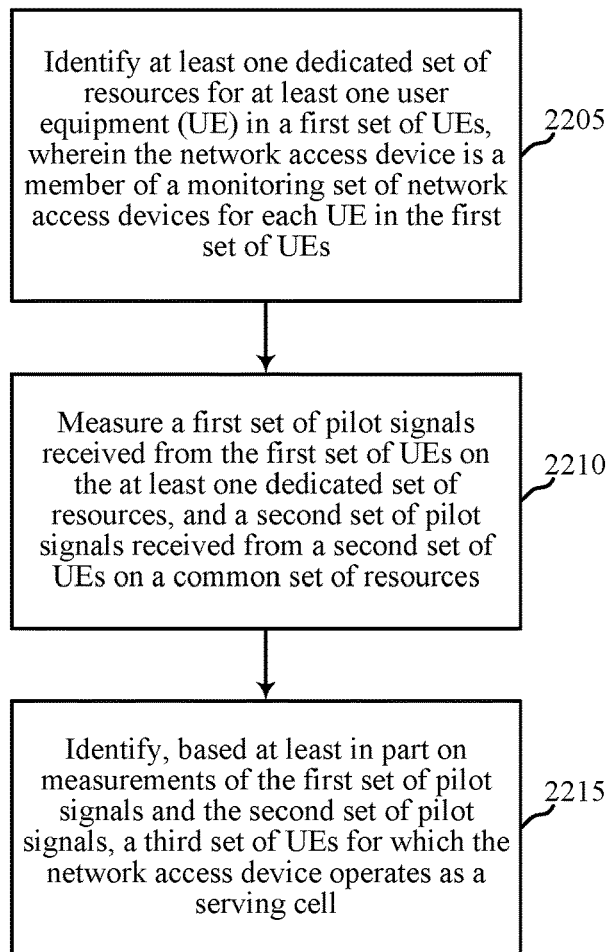 Identify at least one dedicated set of
resources for at least one user
equipment (UE) in a first set of UEs,
wherein the network access device is a
member of a monitoring set of network
access devices for each UE in the first
set of UEs
2205
Measure a first set of pilot signals
received from the first set of UEs on
the at least one dedicated set of
resources, and a second set of pilot
signals received from a second set of
UEs on a common set of resources
2210
Identify, based at least in part on
measurements of the first set of pilot
signals and the second set of pilot
signals, a third set of UEs for which the
network access device operates as a
serving cell
2215